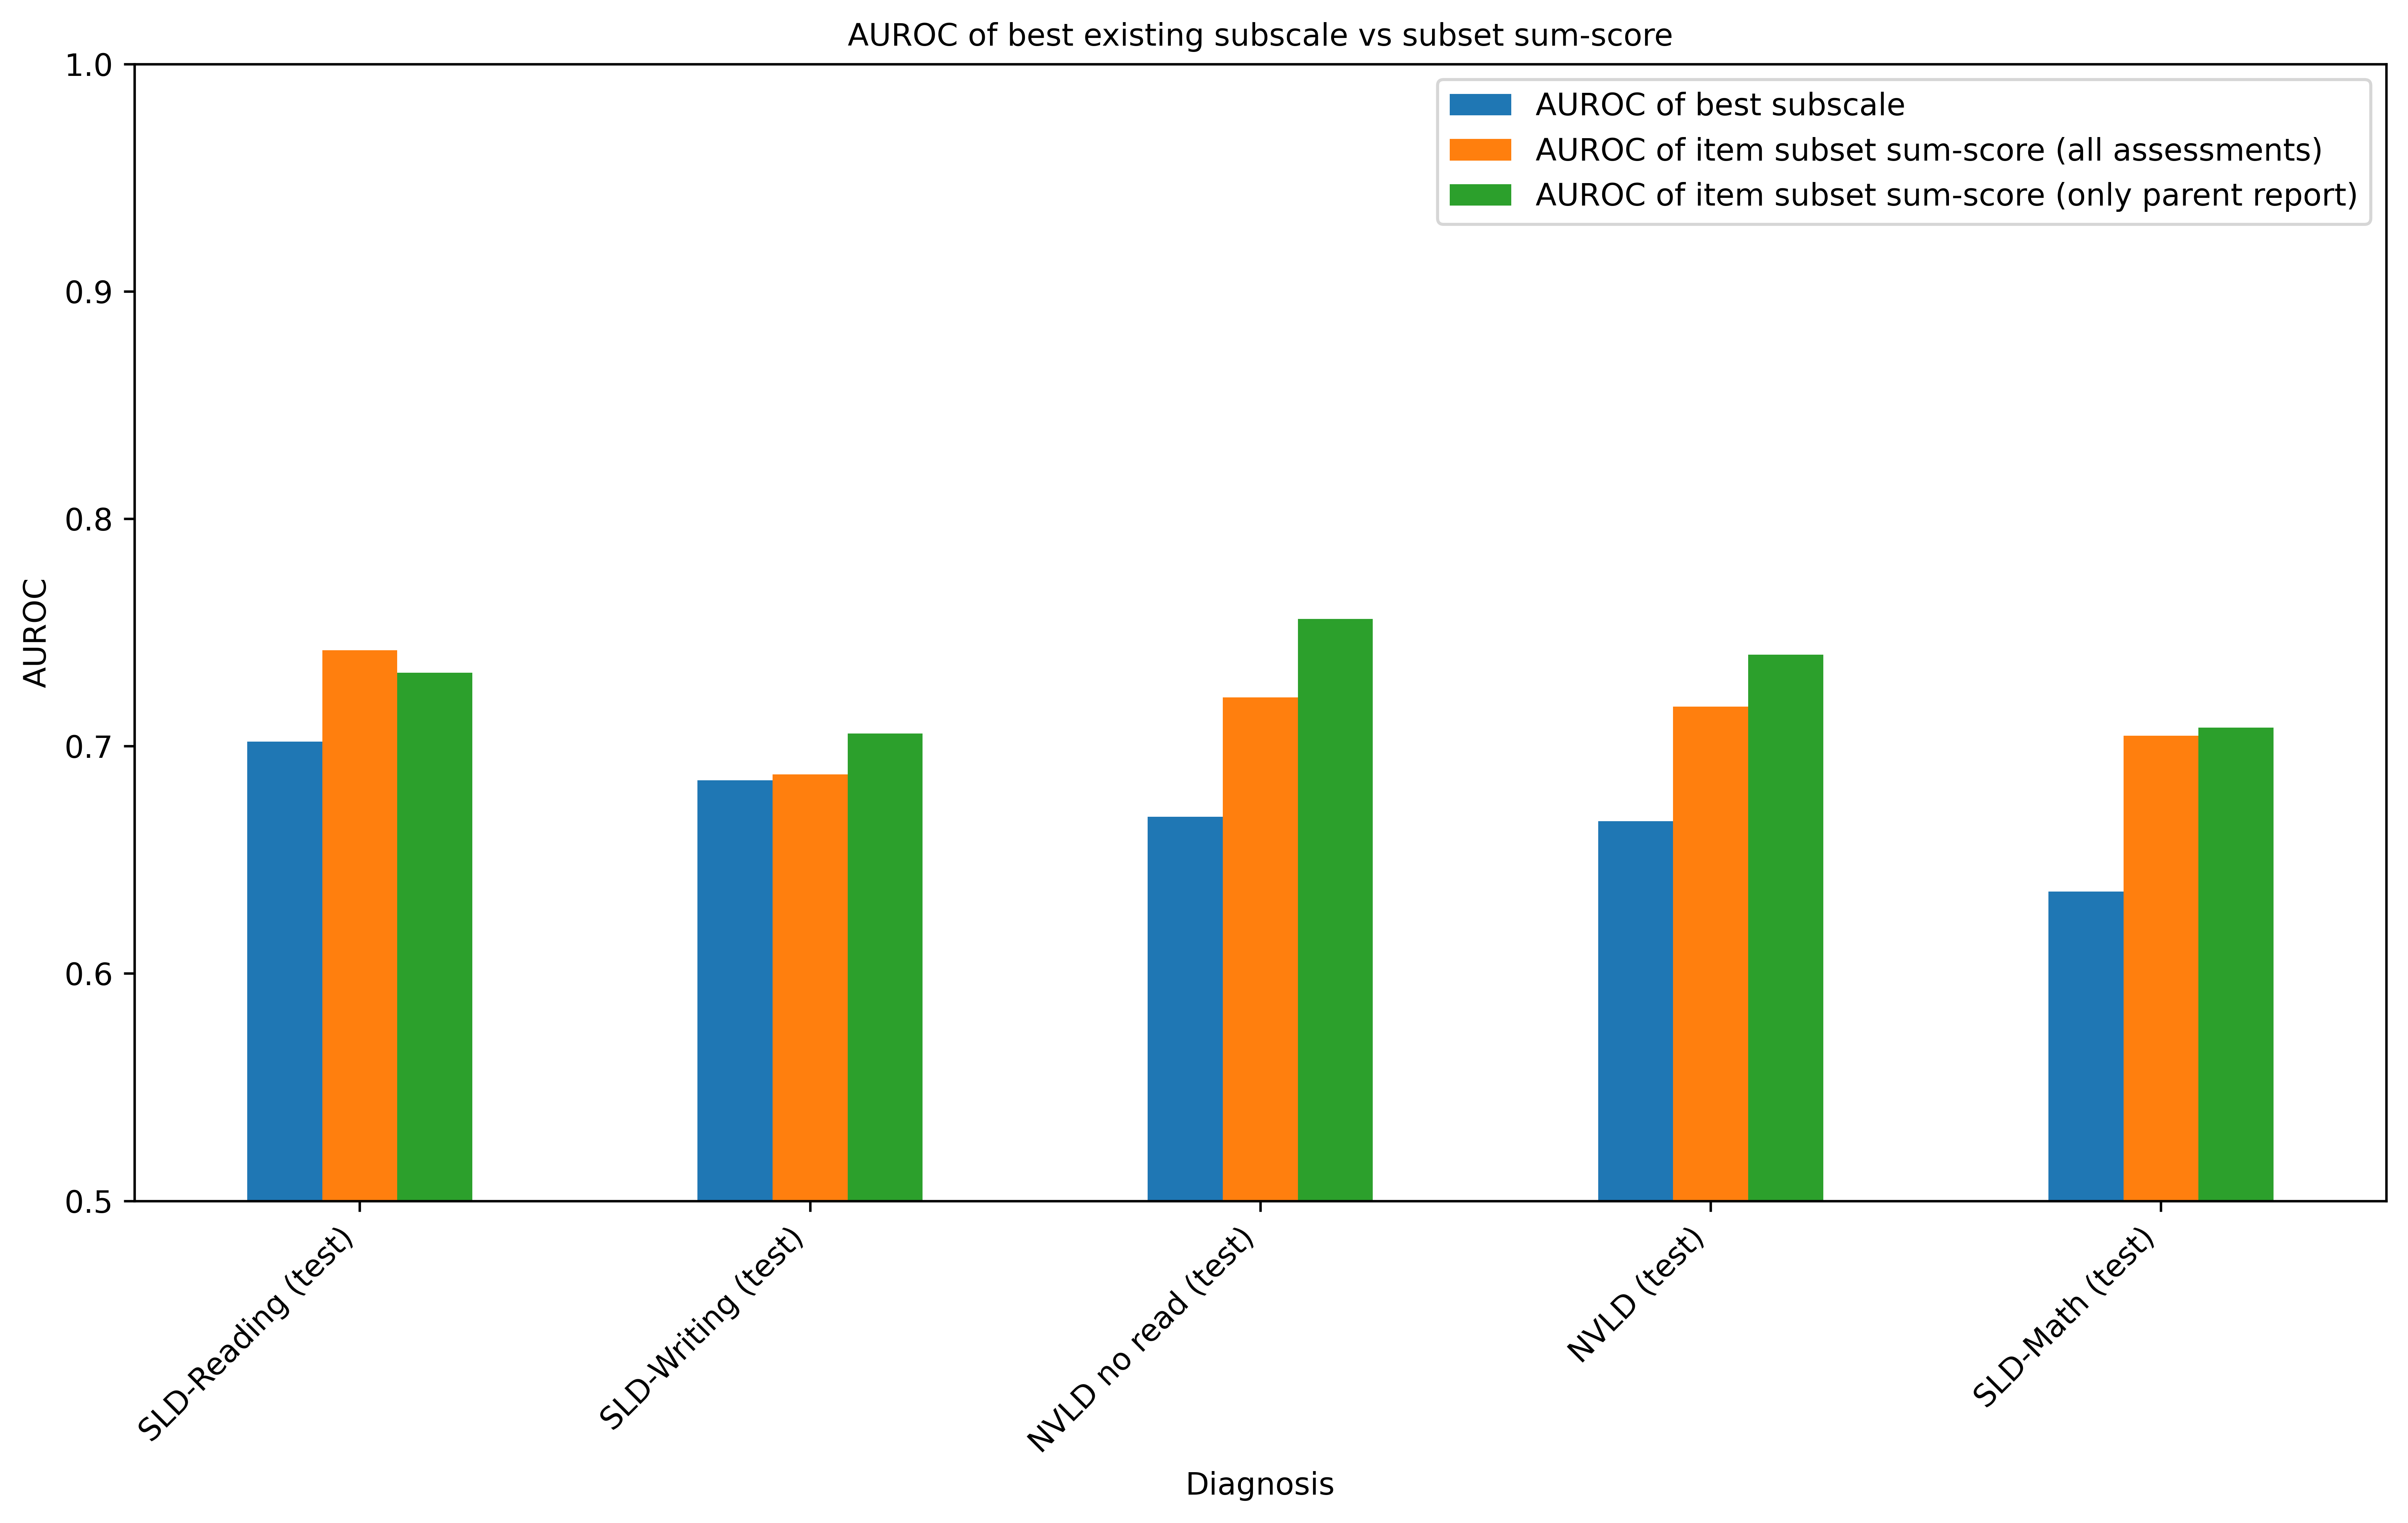 AUROC of best existing subscale vs subset sum-score
AUROC of best subscale
AUROC of item subset sum-score (all assessments)
AUROC of item subset sum-score (only parent report)
1.0
0.9
0.8
0.7
0.6
0.5
AUROC
SLD-Reading (test)
SLD-Writing (test)
NVLD no read (test)
NVLD (test)
SLD-Math (test)
Diagnosis